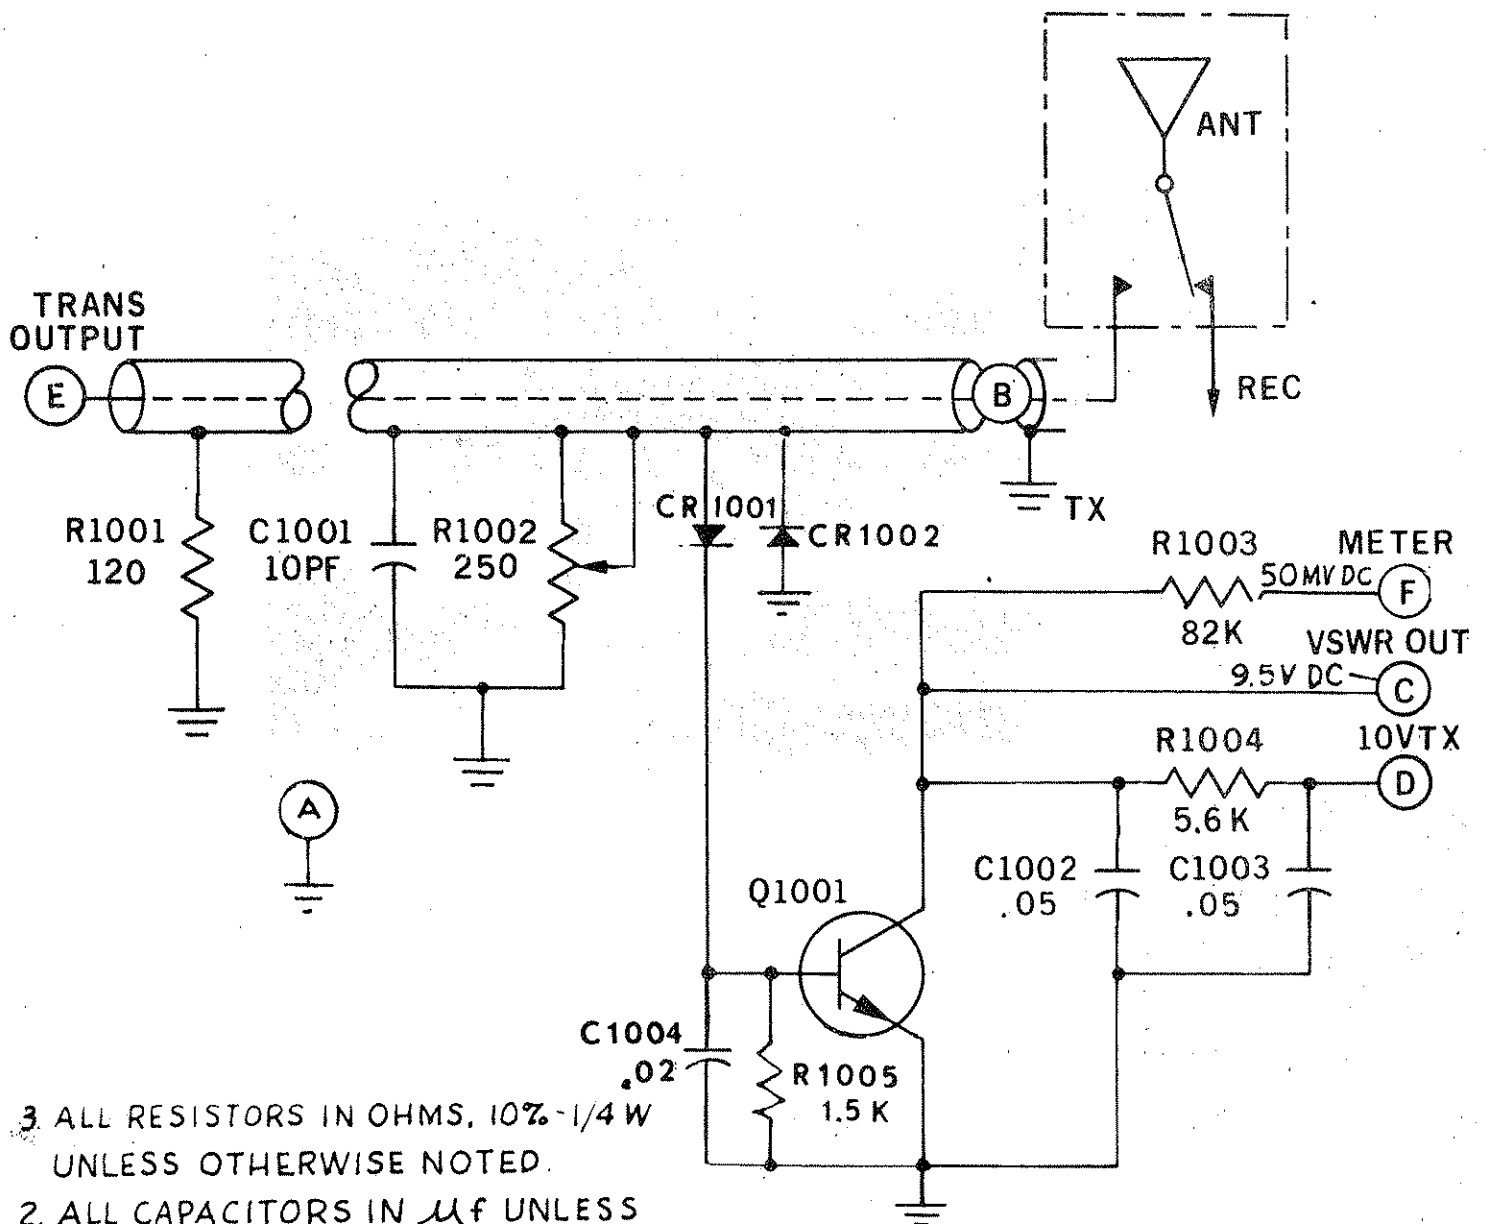 ANT
TRANS
OUTPUT
E
B
REC
TX
R1001
120
C1001
10PF
R1002
250
CR1001
CR1002
R1003
82K
METER
50MV DC
F
VSWR OUT
9.5V DC
C
R1004
5.6K
10VTX
D
A
C1002
.05
C1003
.05
Q1001
C1004
.02
R1005
1.5K
3. ALL RESISTORS IN OHMS, 10%-1/4 W
UNLESS OTHERWISE NOTED.
2. ALL CAPACITORS IN µf UNLESS